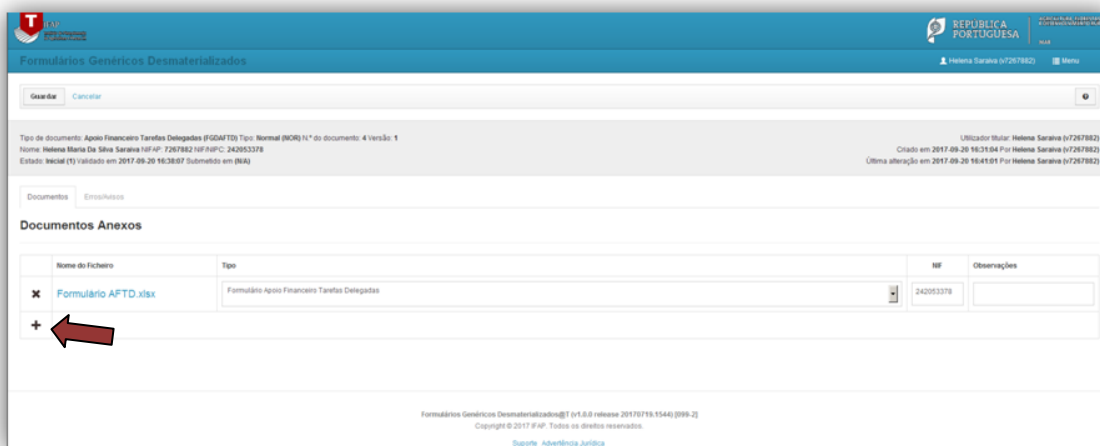 T
IFAP
REPÚBLICA
PORTUGUESA
Formulários Genéricos Desmaterializados
Helena Saraiva (v7267882) Menu
Guardar Cancelar
Tipo de documento: Apoio Financeiro Tarefas Delegadas (FGDAFTD) Tipo: Normal (NOR) N.º do documento: 4 Versão: 1
Nome: Helena Maria Da Silva Saraiva NIFAP: 7267882 NIF/NIPC: 242053378
Estado: Inicial (1) Validado em 2017-09-20 16:38:07 Submetido em (N/A)
Utilizador titular: Helena Saraiva (v7267882)
Criado em 2017-09-20 16:31:04 Por Helena Saraiva (v7267882)
Última alteração em 2017-09-20 16:41:01 Por Helena Saraiva (v7267882)
Documentos Erros/Avisos
Documentos Anexos
Nome do Ficheiro Tipo NIF Observações
Formulário AFTD.xlsx Formulário Apoio Financeiro Tarefas Delegadas 242053378
Formulários Genéricos Desmaterializados@T (v1.0.0 release 20170719.1544) [099-2]
Copyright © 2017 IFAP. Todos os direitos reservados.
Suporte Advertência Jurídica